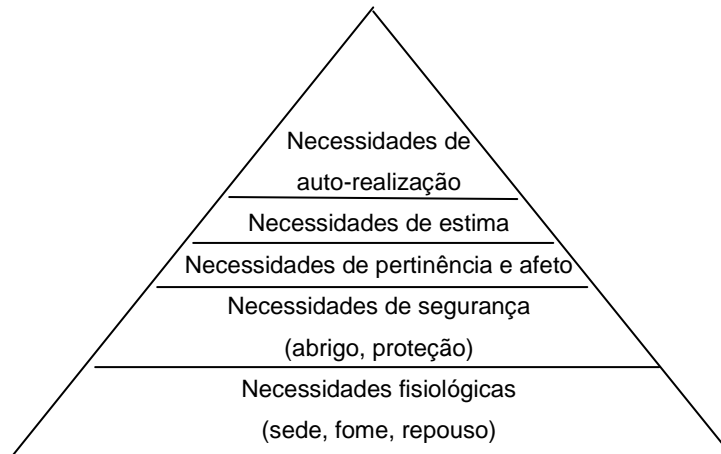 Necessidades de
auto-realização
Necessidades de estima
Necessidades de pertinência e afeto
Necessidades de segurança
(abrigo, proteção)
Necessidades fisiológicas
(sede, fome, repouso)